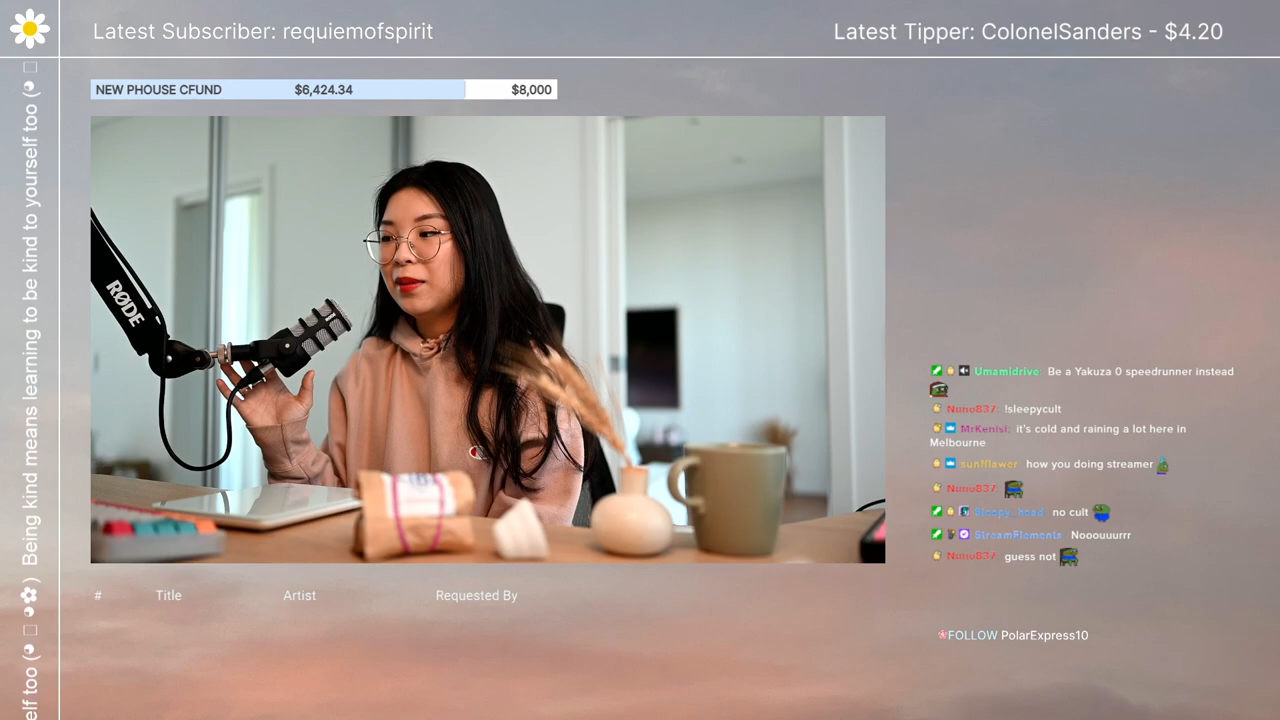 Latest Subscriber: requiemofspirit
Latest Tipper: ColonelSanders - $4.20
elf too (
) Being kind means learning to be kind to yourself too (
NEW PHOUSE CFUND $6,424.34 $8,000
RØDE
Umamidrive: Be a Yakuza 0 speedrunner instead
Nuno837: !sleepycult
MrKenisi: it's cold and raining a lot here in
Melbourne
sunfflawer how you doing streamer
Nuno837:
Sleepy_head: no cult
StreamElements Nooouuurrr
Nuno837: guess not
# Title Artist Requested By
FOLLOW PolarExpress10